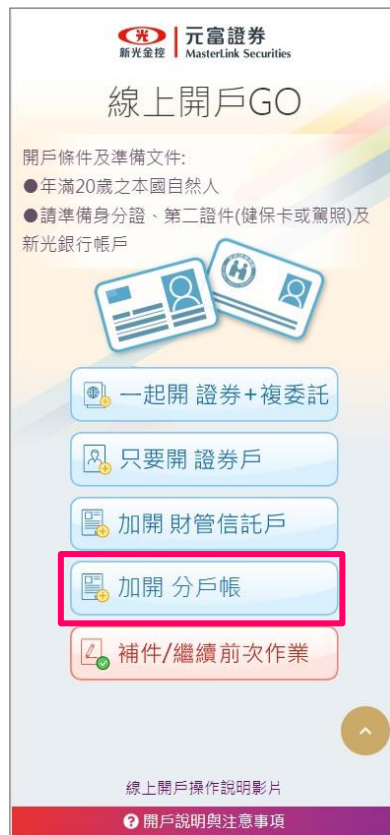 新光金控
元富證券
MasterLink Securities
線上開戶GO
開戶條件及準備文件:
●年滿20歲之本國自然人
●請準備身分證、第二證件(健保卡或駕照)及
新光銀行帳戶
一起開 證券+複委託
只要開 證券戶
加開 財管信託戶
加開 分戶帳
補件/繼續前次作業
線上開戶操作說明影片
開戶說明與注意事項